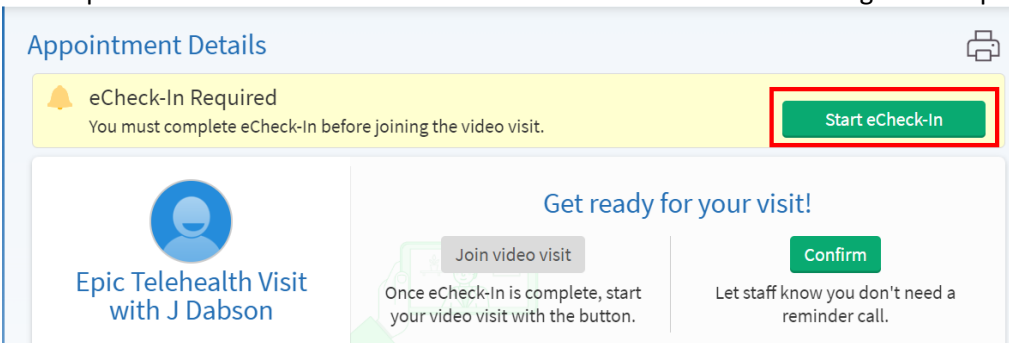 Appointment Details
eCheck-In Required
You must complete eCheck-In before joining the video visit.
Start eCheck-In
Epic Telehealth Visit
with J Dabson
Get ready for your visit!
Join video visit
Once eCheck-In is complete, start
your video visit with the button.
Confirm
Let staff know you don't need a
reminder call.